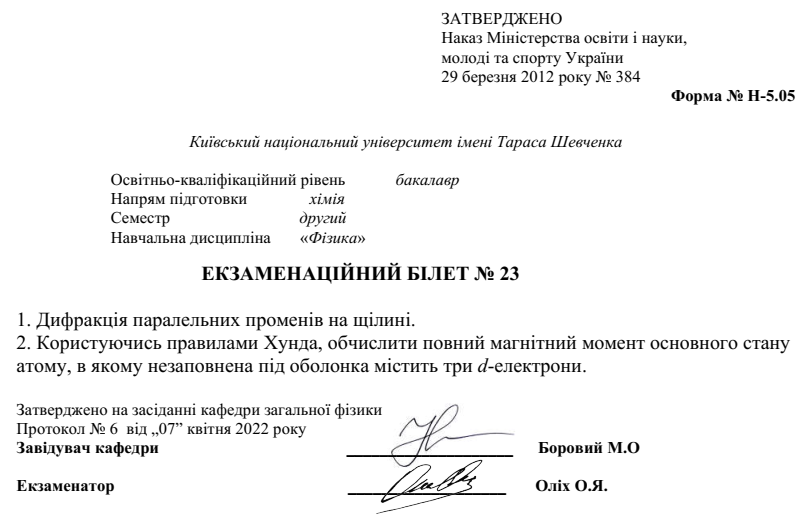 ЗАТВЕРДЖЕНО
Наказ Міністерства освіти і науки,
молоді та спорту України
29 березня 2012 року № 384
Форма № Н-5.05
Київський національний університет імені Тараса Шевченка
Освітньо-кваліфікаційний рівень бакалавр
Напрям підготовки хімія
Семестр другий
Навчальна дисципліна «Фізика»
ЕКЗАМЕНАЦІЙНИЙ БІЛЕТ № 23
1. Дифракція паралельних променів на щілині.
2. Користуючись правилами Хунда, обчислити повний магнітний момент основного стану
атому, в якому незаповнена під оболонка містить три d-електрони.
Затверджено на засіданні кафедри загальної фізики
Протокол № 6 від „07” квітня 2022 року
Завідувач кафедри Боровий М.О
Екзаменатор Оліх О.Я.